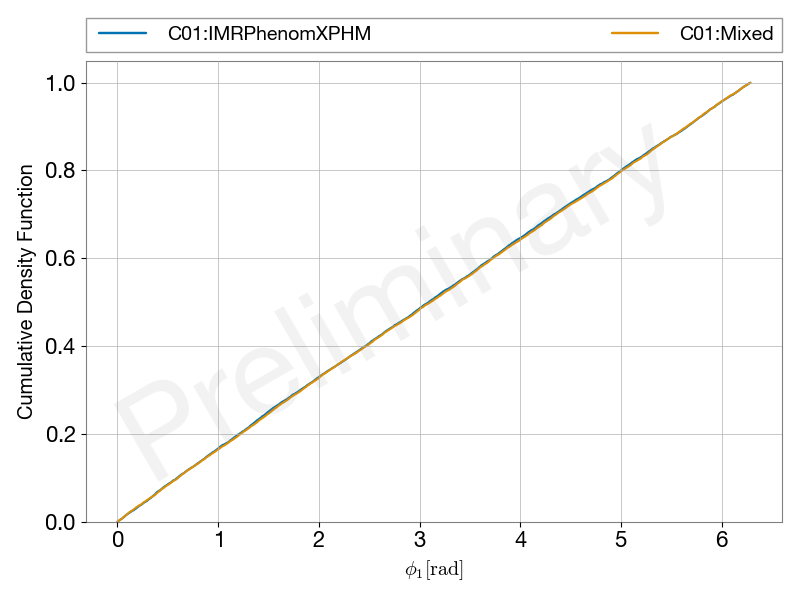 C01:IMRPhenomXPHM C01:Mixed
1.0
0.8
0.6
0.4
0.2
0.0
Cumulative Density Function
Preliminary
0 1 2 3 4 5 6
ϕ₁[rad]